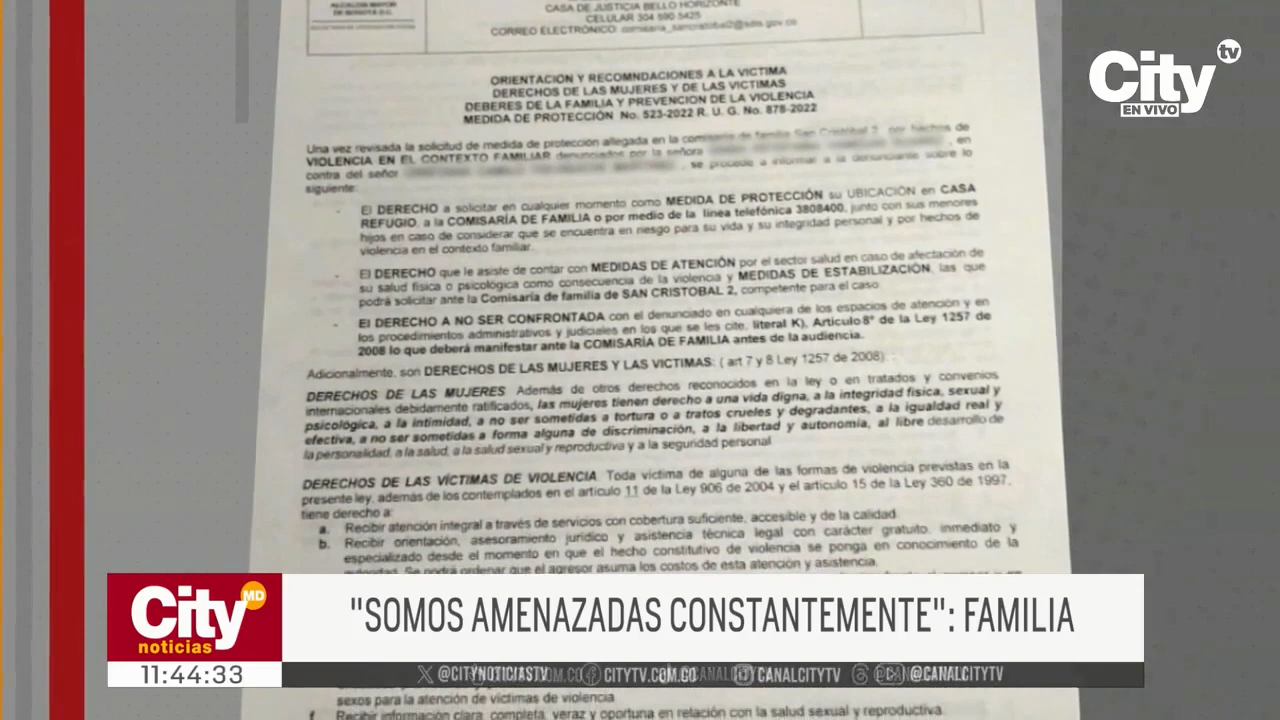 ALCALDÍA MAYOR
DE BOGOTÁ D.C.
CASA DE JUSTICIA BELLO HORIZONTE
CELULAR 304 590 5425
CORREO ELECTRÓNICO: comisaria_sancristobal2@sdis.gov.co
City tv
EN VIVO
ORIENTACIÓN Y RECOMNDACIONES A LA VICTIMA
DERECHOS DE LAS MUJERES Y DE LAS VICTIMAS
DEBERES DE LA FAMILIA Y PREVENCION DE LA VIOLENCIA
MEDIDA DE PROTECCIÓN No. 523-2022 R. U. G. No. 878-2022
Una vez revisada la solicitud de medida de protección allegada en la comisaria de familia San Cristobal 2, por hechos de
VIOLENCIA EN EL CONTEXTO FAMILIAR denunciados por la señora , en
contra del señor , se procede a informar a la denunciante sobre lo
siguiente:
- El DERECHO a solicitar en cualquier momento como MEDIDA DE PROTECCIÓN su UBICACIÓN en CASA
REFUGIO, a la COMISARÍA DE FAMILIA o por medio de la linea telefónica 3808400, junto con sus menores
hijos en caso de considerar que se encuentra en riesgo para su vida y su integridad personal y por hechos de
violencia en el contexto familiar.
- El DERECHO que le asiste de contar con MEDIDAS DE ATENCIÓN por el sector salud en caso de afectación de
su salud fisica o psicológica como consecuencia de la violencia y MEDIDAS DE ESTABILIZACIÓN, las que
podrá solicitar ante la Comisaría de familia de SAN CRISTOBAL 2, competente para el caso
- El DERECHO A NO SER CONFRONTADA con el denunciado en cualquiera de los espacios de atención y en
los procedimientos administrativos y judiciales en los que se les cite, literal K), Artículo 8° de la Ley 1257 de
2008 lo que deberá manifestar ante la COMISARÍA DE FAMILIA antes de la audiencia.
Adicionalmente, son DERECHOS DE LAS MUJERES Y LAS VICTIMAS: ( art 7 y 8 Ley 1257 de 2008)
DERECHOS DE LAS MUJERES Además de otros derechos reconocidos en la ley o en tratados y convenios
internacionales debidamente ratificados, las mujeres tienen derecho a una vida digna, a la integridad fisica, sexual y
psicológica, a la intimidad, a no ser sometidas a tortura o a tratos crueles y degradantes, a la igualdad real y
efectiva, a no ser sometidas a forma alguna de discriminación, a la libertad y autonomía, al libre desarrollo de
la personalidad, a la salud, a la salud sexual y reproductiva y a la seguridad personal
DERECHOS DE LAS VÍCTIMAS DE VIOLENCIA. Toda víctima de alguna de las formas de violencia previstas en la
presente ley, además de los contemplados en el artículo 11 de la Ley 906 de 2004 y el artículo 15 de la Ley 360 de 1997,
tiene derecho a:
a. Recibir atención integral a través de servicios con cobertura suficiente, accesible y de la calidad
b. Recibir orientación, asesoramiento jurídico y asistencia técnica legal con carácter gratuito, inmediato y
especializado desde el momento en que el hecho constitutivo de violencia se ponga en conocimiento de la
autoridad. Se podrá ordenar que el agresor asuma los costos de esta atención y asistencia.
City MD
noticias
"SOMOS AMENAZADAS CONSTANTEMENTE": FAMILIA
11:44:33
@CITYNOTICIASTV CITYTV.COM.CO CANALCITYTV @CANALCITYTV
sexos para la atención de víctimas de violencia
f. Recibir información clara, completa, veraz y oportuna en relación con la salud sexual y reproductiva.